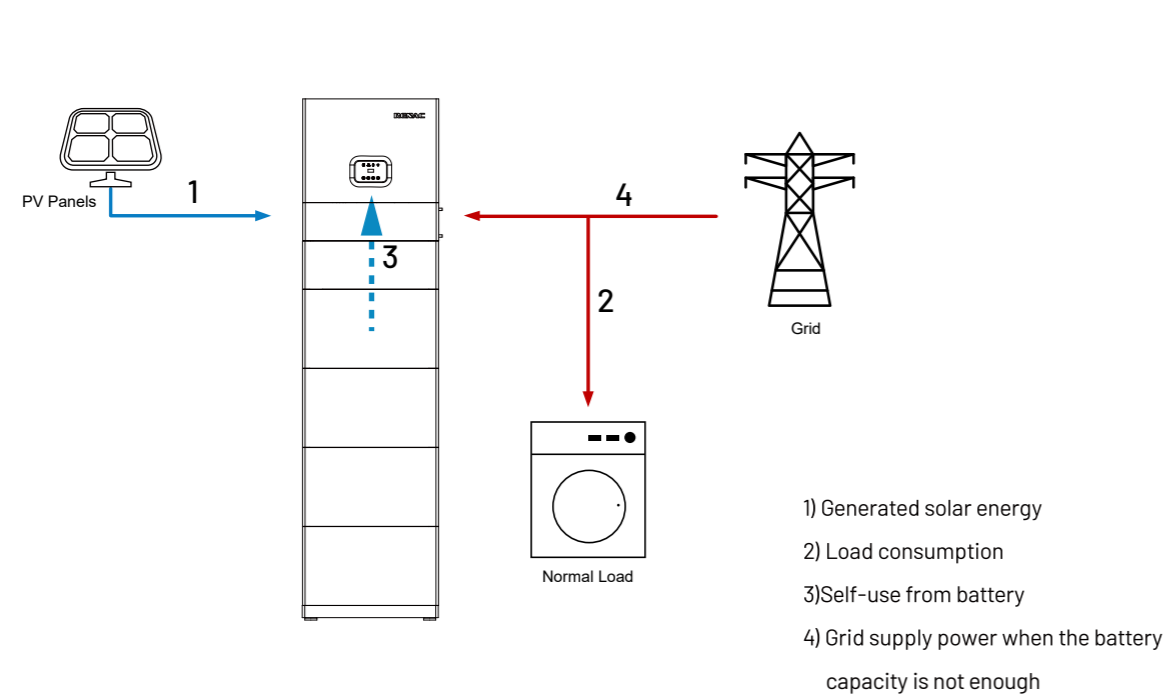 RENAC
1
4
PV Panels
3
2
Grid
1) Generated solar energy
2) Load consumption
Normal Load
3)Self-use from battery
4) Grid supply power when the battery
capacity is not enough